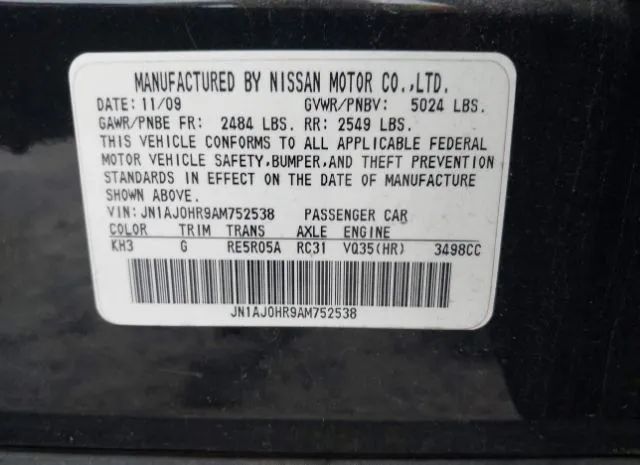 MANUFACTURED BY NISSAN MOTOR CO.,LTD.
DATE: 11/09 GVWR/PNBV: 5024 LBS.
GAWR/PNBE FR: 2484 LBS. RR: 2549 LBS.
THIS VEHICLE CONFORMS TO ALL APPLICABLE FEDERAL
MOTOR VEHICLE SAFETY,BUMPER,AND THEFT PREVENTION
STANDARDS IN EFFECT ON THE DATE OF MANUFACTURE
SHOWN ABOVE.
VIN: JN1AJ0HR9AM752538 PASSENGER CAR
COLOR TRIM TRANS AXLE ENGINE
KH3 G RE5R05A RC31 VQ35(HR) 3498CC
JN1AJ0HR9AM752538